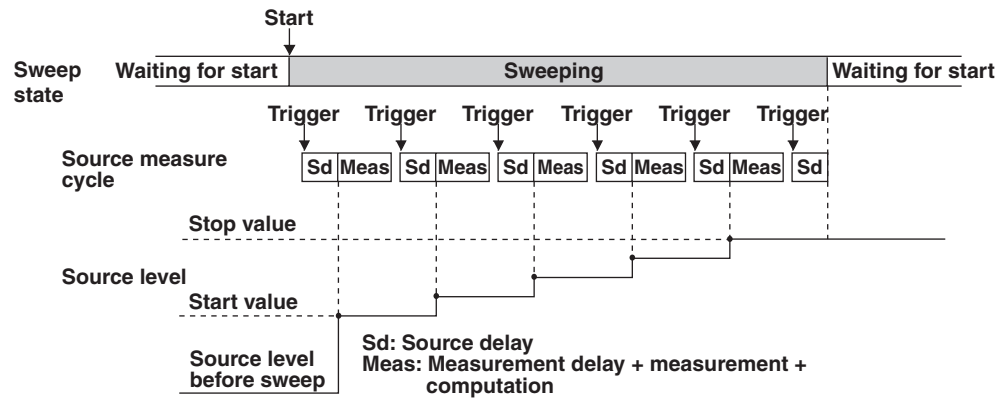 Start
Sweep state
Waiting for start
Sweeping
Waiting for start
Trigger Trigger Trigger Trigger Trigger Trigger
Source measure cycle
Sd Meas Sd Meas Sd Meas Sd Meas Sd Meas Sd
Stop value
Source level
Start value
Source level
before sweep
Sd: Source delay
Meas: Measurement delay + measurement +
computation